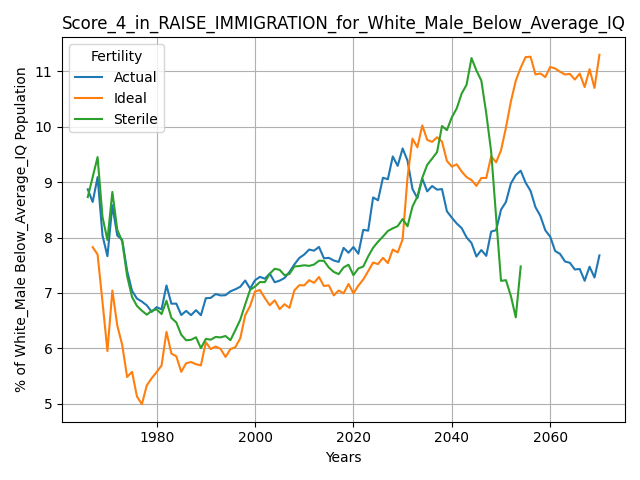 Score_4_in_RAISE_IMMIGRATION_for_White_Male_Below_Average_IQ
Fertility
Actual
Ideal
Sterile
% of White_Male Below_Average_IQ Population
11
10
9
8
7
6
5
1980 2000 2020 2040 2060
Years